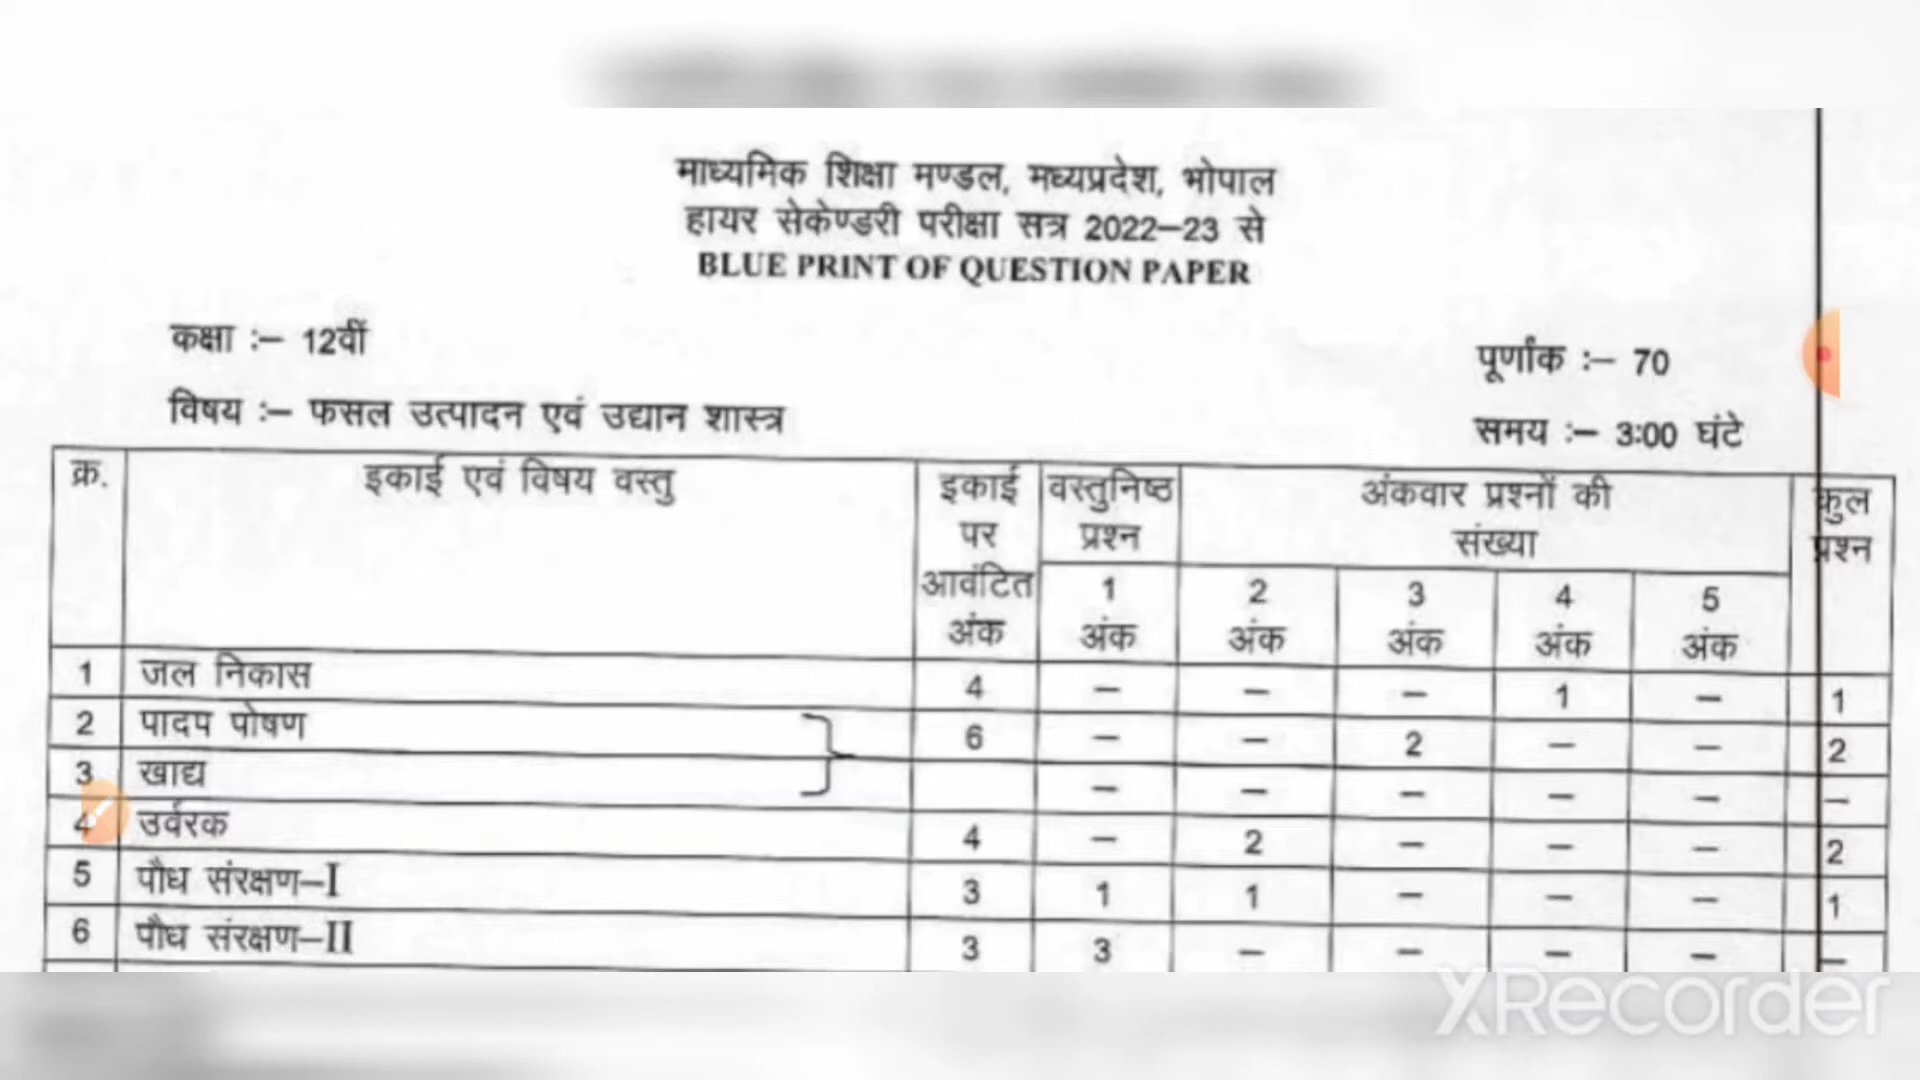 माध्यमिक शिक्षा मण्डल, मध्यप्रदेश, भोपाल
हायर सेकेण्डरी परीक्षा सत्र 2022–23 से
BLUE PRINT OF QUESTION PAPER
कक्षा :– 12वीं
पूर्णांक :– 70
विषय :– फसल उत्पादन एवं उद्यान शास्त्र
समय :– 3:00 घंटे
क्र. इकाई एवं विषय वस्तु इकाई पर आवंटित अंक वस्तुनिष्ठ प्रश्न अंकवार प्रश्नों की संख्या कुल प्रश्न
1 अंक 2 अंक 3 अंक 4 अंक 5 अंक
1 जल निकास 4 – – – 1 – 1
2 पादप पोषण 6 – – 2 – – 2
3 खाद्य – – – – – –
4 उर्वरक 4 – 2 – – – 2
5 पौध संरक्षण–I 3 1 1 – – – 1
6 पौध संरक्षण–II 3 3 – – – – –
XRecorder